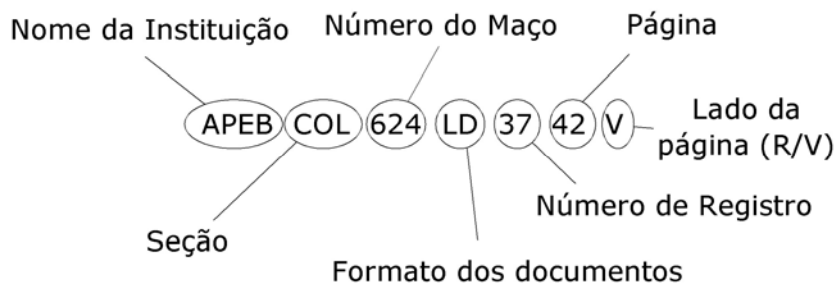 Nome da Instituição
Número do Maço
Página
APEB COL 624 LD 37 42 V
Lado da
página (R/V)
Número de Registro
Seção
Formato dos documentos